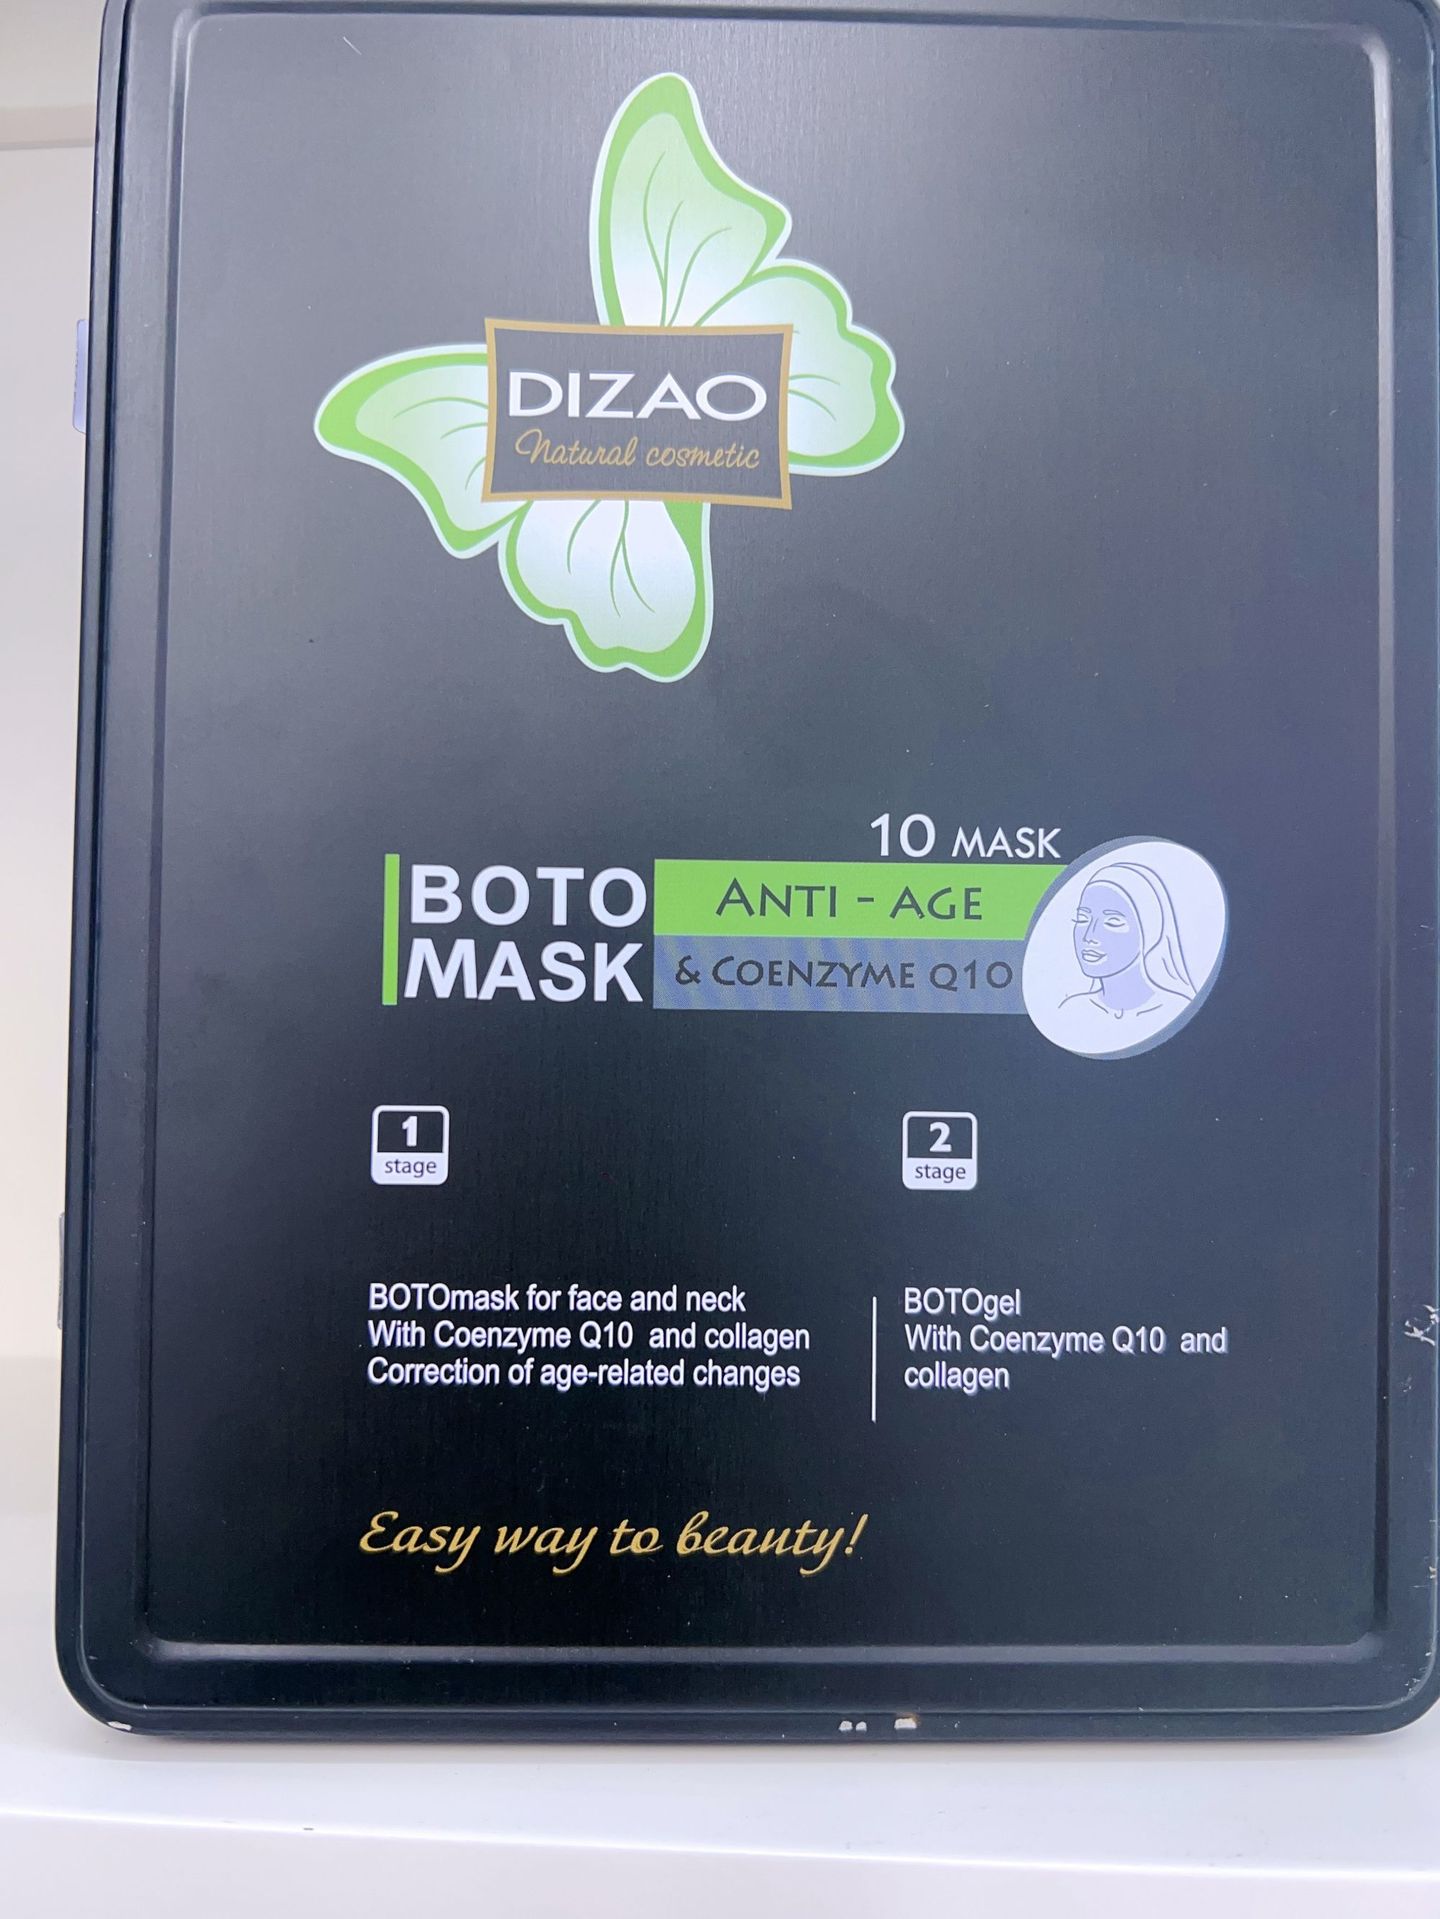 DIZAO
Natural cosmetic
10 MASK
BOTO
MASK
ANTI - AGE
& COENZYME Q10
1
stage
2
stage
BOTOmask for face and neck
With Coenzyme Q10 and collagen
Correction of age-related changes
BOTOgel
With Coenzyme Q10 and
collagen
Easy way to beauty!